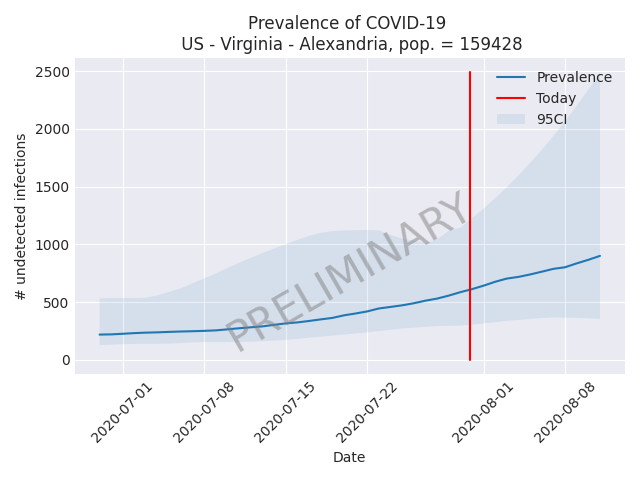 Prevalence of COVID-19
US - Virginia - Alexandria, pop. = 159428
2500
2000
1500
1000
500
0
# undetected infections
Prevalence
Today
95CI
PRELIMINARY
2020-07-01
2020-07-08
2020-07-15
2020-07-22
2020-08-01
2020-08-08
Date